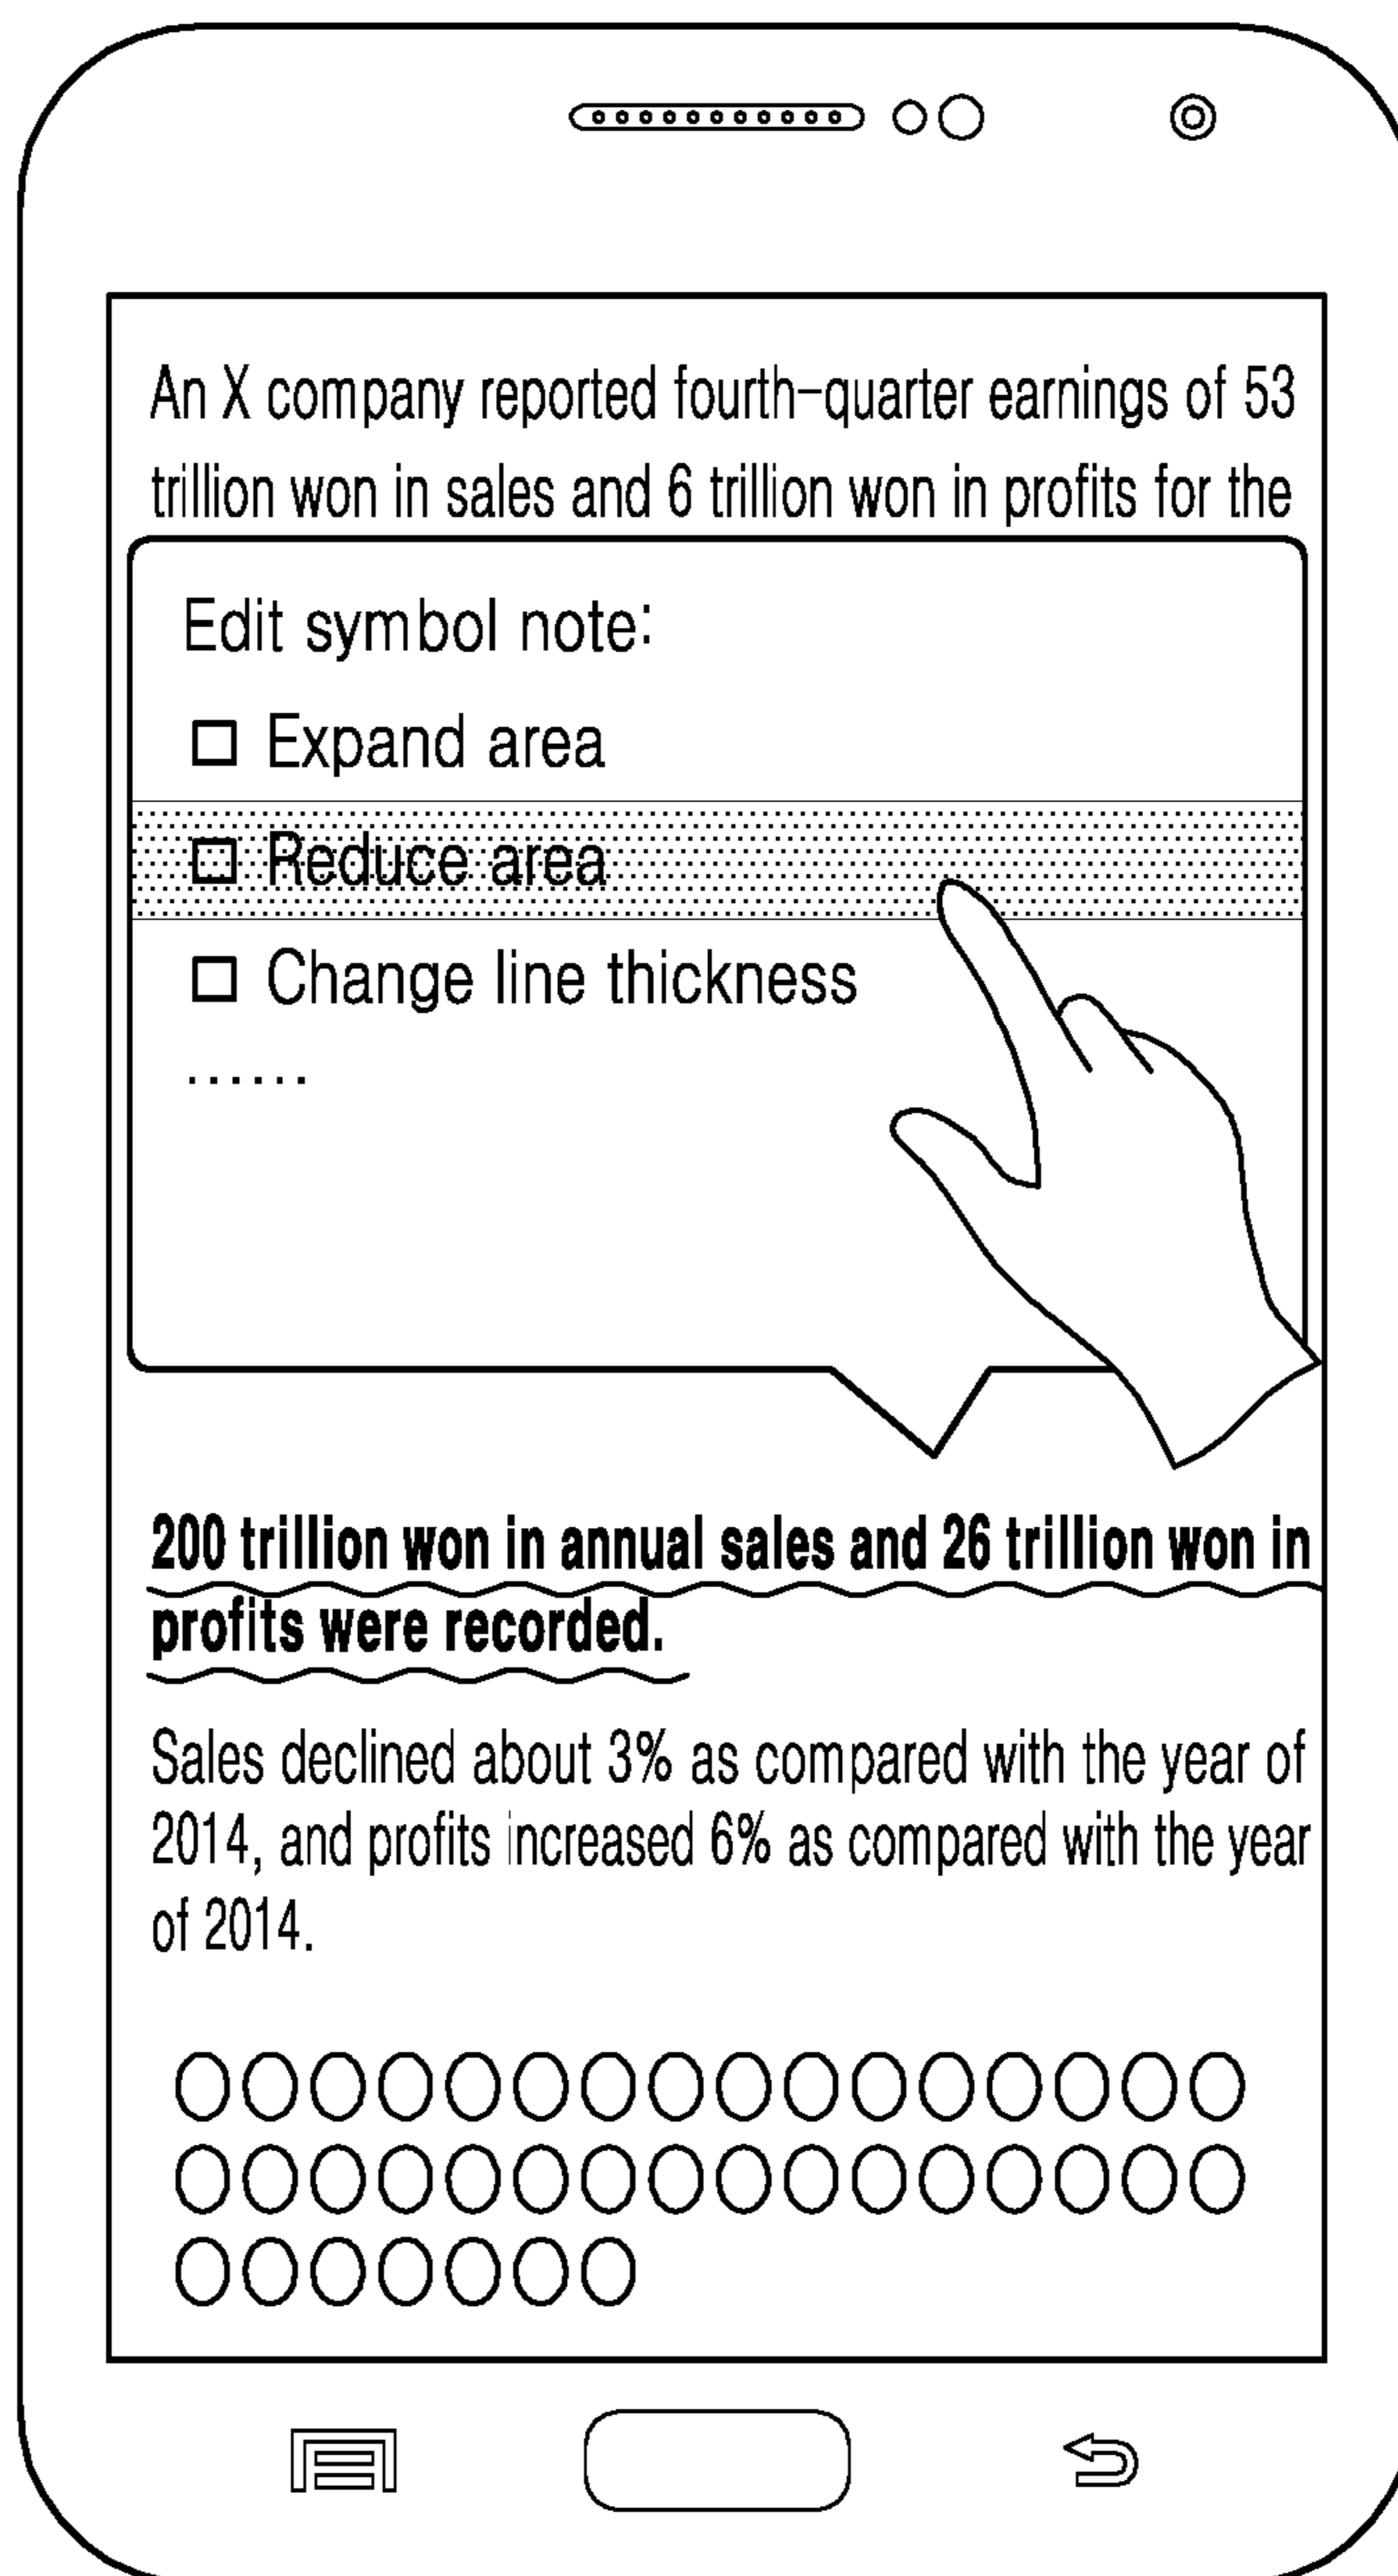 An X company reported fourth-quarter earnings of 53
trillion won in sales and 6 trillion won in profits for the
Edit symbol note:
□ Expand area
□ Reduce area
□ Change line thickness
......
200 trillion won in annual sales and 26 trillion won in
profits were recorded.
Sales declined about 3% as compared with the year of
2014, and profits increased 6% as compared with the year
of 2014.
OOOOOOOOOOOOOOOO
OOOOOOOOOOOOOOOO
OOOOOOO